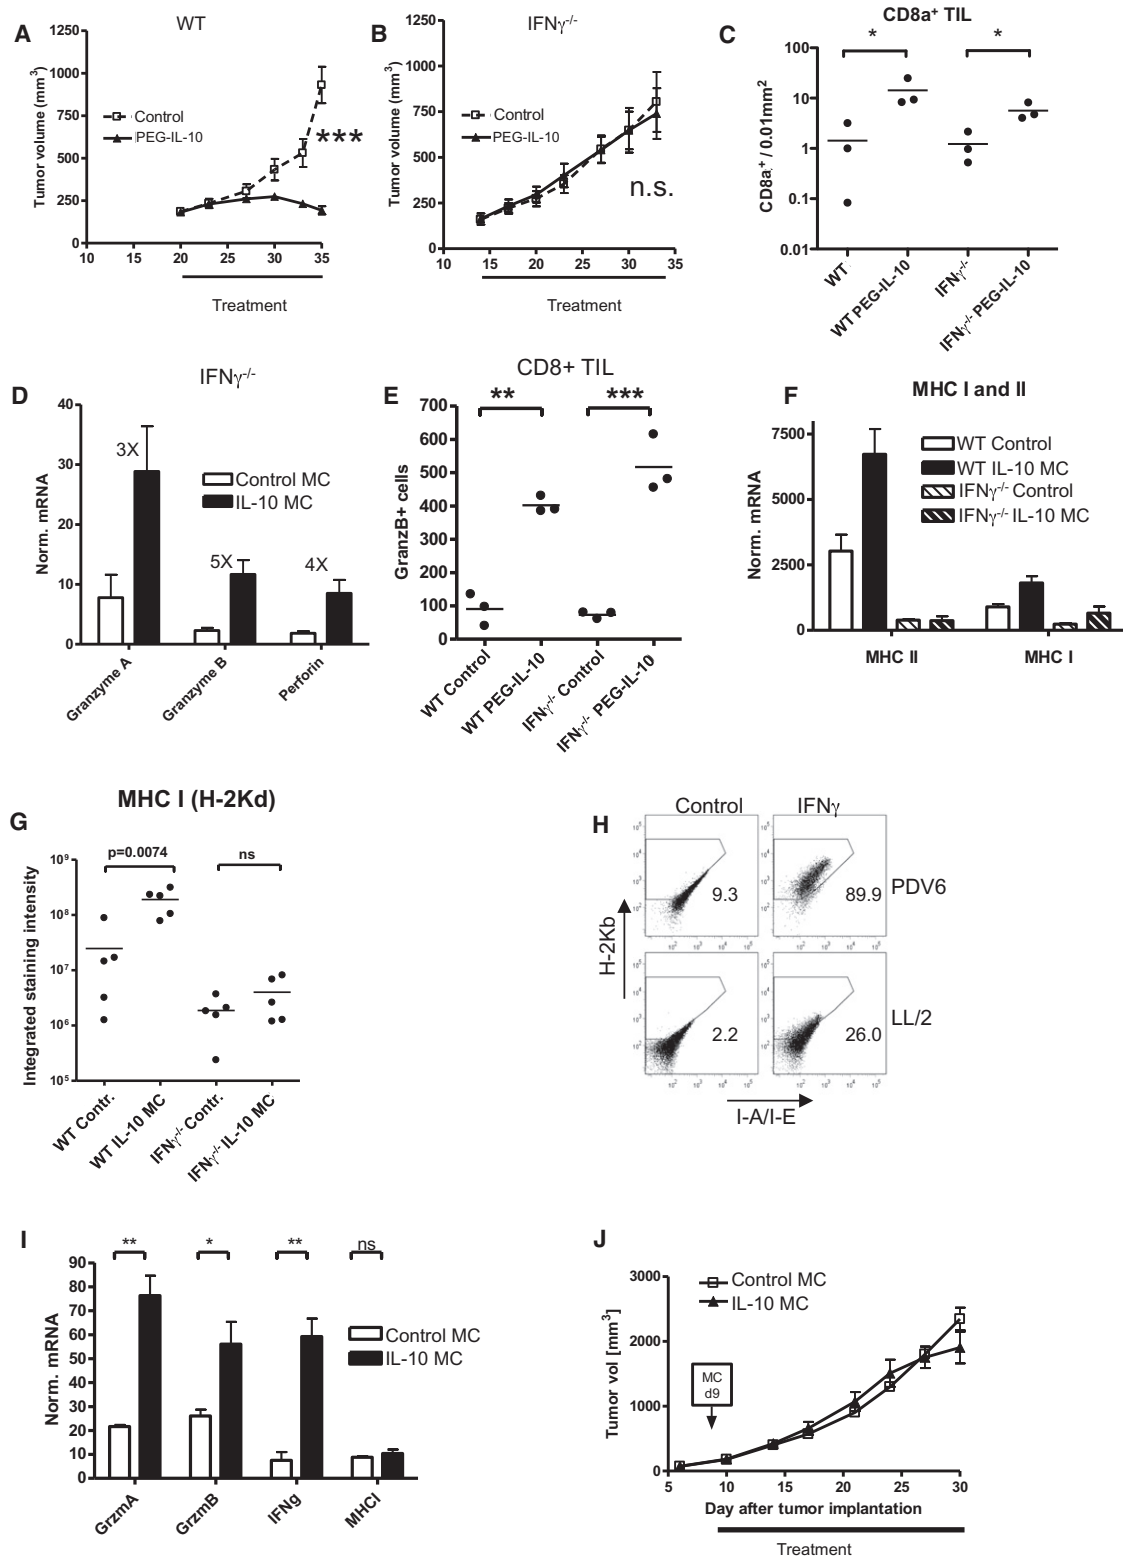 A
WT
Tumor volume (mm³)
1250
1000
750
500
250
0
Control
PEG-IL-10
***
10 15 20 25 30 35
Treatment
B
IFNγ-/-
Tumor volume (mm³)
1250
1000
750
500
250
0
Control
PEG-IL-10
n.s.
10 15 20 25 30 35
Treatment
C
CD8a⁺ TIL
CD8a⁺ / 0.01mm²
100
10
1
0.1
0.01
* *
WT
WT PEG-IL-10
IFNγ-/-
IFNγ-/- PEG-IL-10
D
IFNγ-/-
Norm. mRNA
40
30
20
10
0
3X
5X
4X
Control MC
IL-10 MC
Granzyme A
Granzyme B
Perforin
E
CD8+ TIL
GranzB+ cells
700
600
500
400
300
200
100
0
** ***
WT Control
WT PEG-IL-10
IFNγ-/- Control
IFNγ-/- PEG-IL-10
F
MHC I and II
Norm. mRNA
7500
5000
2500
0
WT Control
WT IL-10 MC
IFNγ-/- Control
IFNγ-/- IL-10 MC
MHC II MHC I
G
MHC I (H-2Kd)
Integrated staining intensity
10⁹
10⁸
10⁷
10⁶
10⁵
p=0.0074
ns
WT Contr.
WT IL-10 MC
IFNγ-/- Contr.
IFNγ-/- IL-10 MC
H
Control IFNγ
9.3
89.9
PDV6
2.2
26.0
LL/2
H-2Kb
I-A/I-E
I
Norm. mRNA
90
80
70
60
50
40
30
20
10
0
** * ** ns
Control MC
IL-10 MC
GrzmA
GrzmB
IFNg
MHCI
J
Tumor vol [mm³]
3000
2000
1000
0
Control MC
IL-10 MC
MC
d9
5 10 15 20 25 30
Day after tumor implantation
Treatment